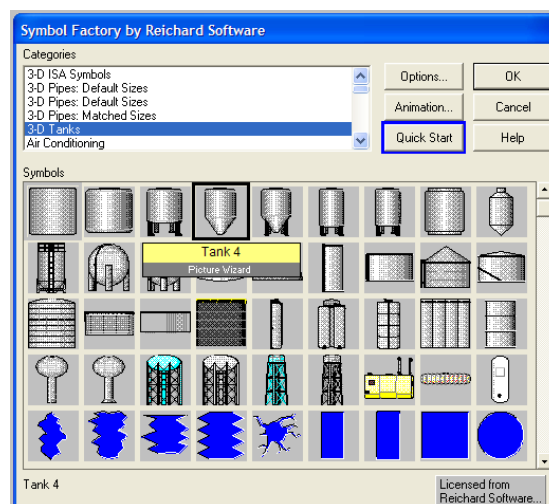 Symbol Factory by Reichard Software
Categories
3-D ISA Symbols
3-D Pipes: Default Sizes
3-D Pipes: Default Sizes
3-D Pipes: Matched Sizes
3-D Tanks
Air Conditioning
Options...
OK
Animation...
Cancel
Quick Start
Help
Symbols
Tank 4
Picture Wizard
Tank 4
Licensed from
Reichard Software...